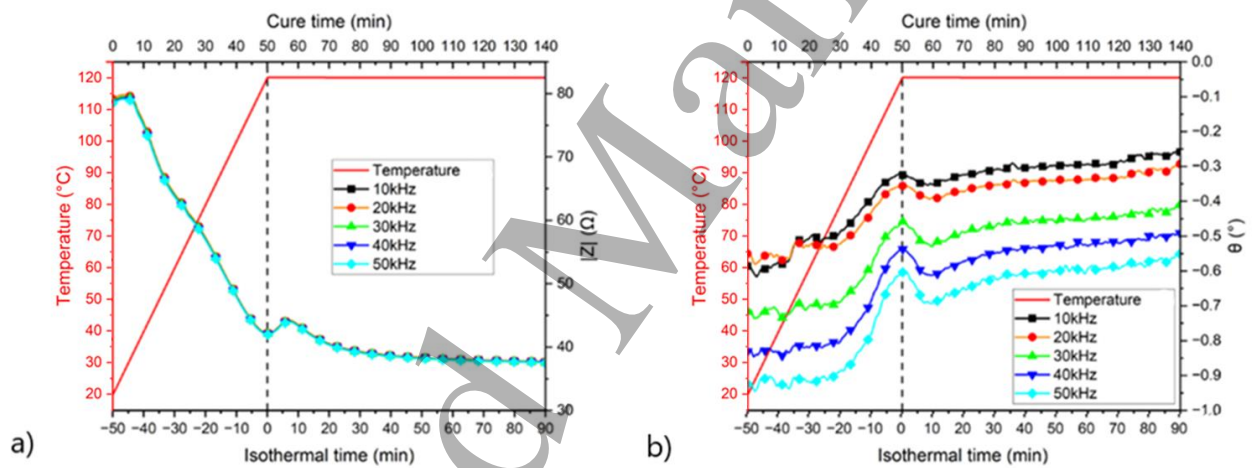 Cure time (min)
0 10 20 30 40 50 60 70 80 90 100 110 120 130 140
120
110
100
90
80
70
60
50
40
30
20
Temperature (°C)
80
70
60
50
40
30
|Z| (Ω)
Temperature
10kHz
20kHz
30kHz
40kHz
50kHz
−50 −40 −30 −20 −10 0 10 20 30 40 50 60 70 80 90
Isothermal time (min)
a)
Cure time (min)
0 10 20 30 40 50 60 70 80 90 100 110 120 130 140
120
110
100
90
80
70
60
50
40
30
20
Temperature (°C)
0.0
−0.1
−0.2
−0.3
−0.4
−0.5
−0.6
−0.7
−0.8
−0.9
−1.0
θ (°)
Temperature
10kHz
20kHz
30kHz
40kHz
50kHz
−50 −40 −30 −20 −10 0 10 20 30 40 50 60 70 80 90
Isothermal time (min)
b)
d Man